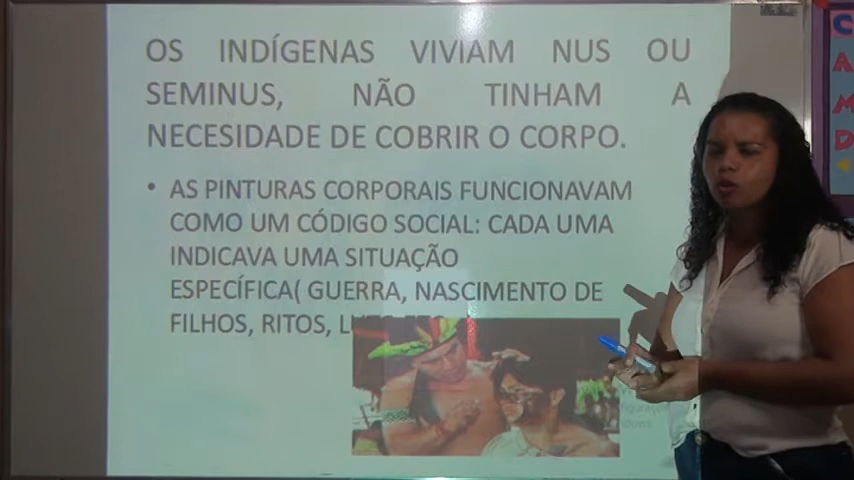 OS INDÍGENAS VIVIAM NUS OU
SEMINUS, NÃO TINHAM A
NECESIDADE DE COBRIR O CORPO.
• AS PINTURAS CORPORAIS FUNCIONAVAM
COMO UM CÓDIGO SOCIAL: CADA UMA
INDICAVA UMA SITUAÇÃO
ESPECÍFICA( GUERRA, NASCIMENTO DE
FILHOS, RITOS,
C
A
M
D